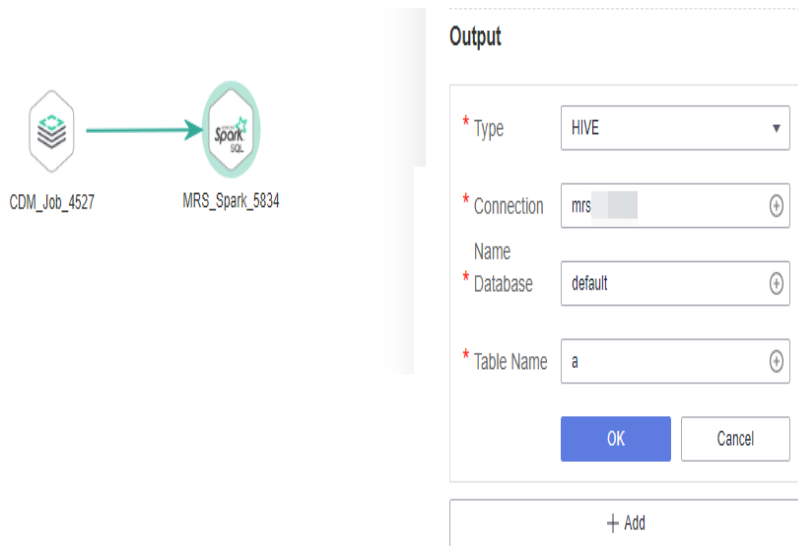 Output
* Type
HIVE
* Connection Name
mrs
* Database
default
* Table Name
a
OK
Cancel
+ Add
Spark
SQL
CDM_Job_4527
MRS_Spark_5834